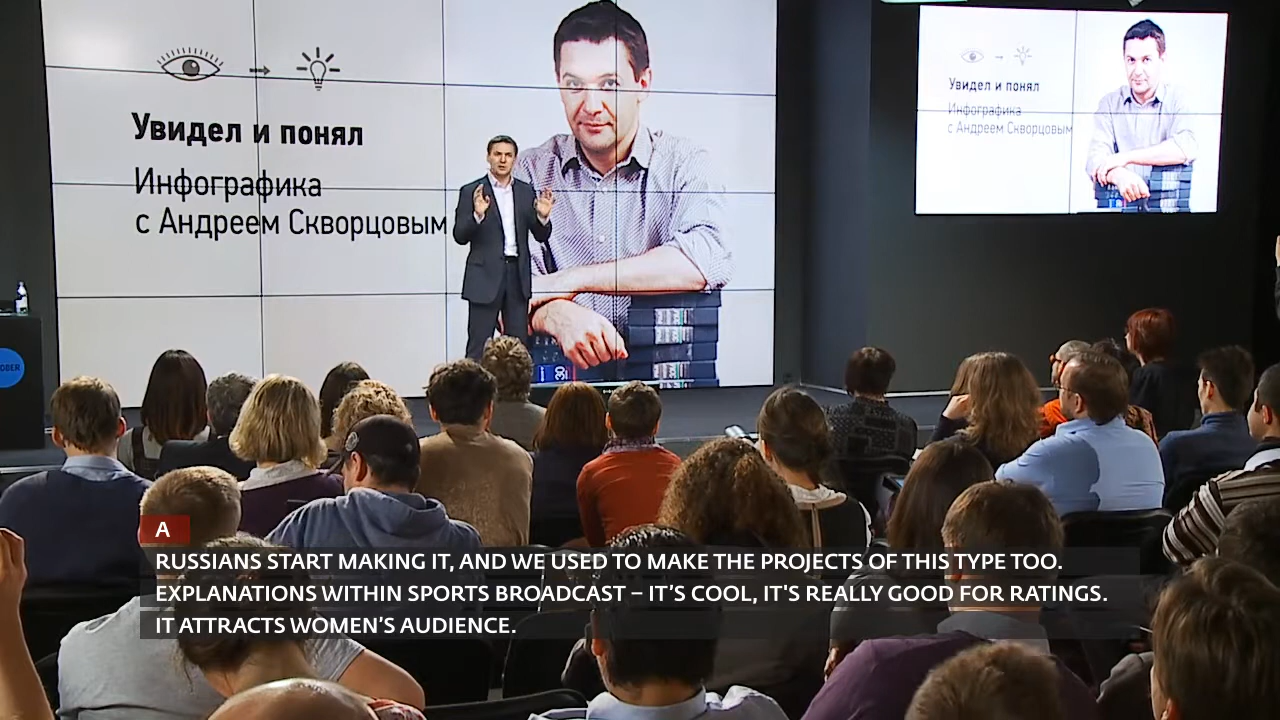 Увидел и понял
Инфографика
с Андреем Скворцовым
Увидел и понял
Инфографика
с Андреем Скворцовым
A
RUSSIANS START MAKING IT, AND WE USED TO MAKE THE PROJECTS OF THIS TYPE TOO.
EXPLANATIONS WITHIN SPORTS BROADCAST – IT'S COOL, IT'S REALLY GOOD FOR RATINGS.
IT ATTRACTS WOMEN'S AUDIENCE.